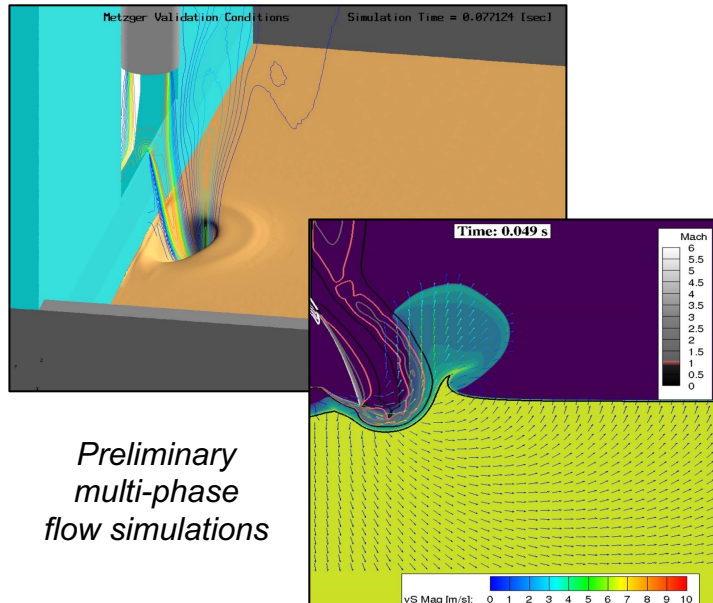 Metzger Validation Conditions Simulation Time = 0.077124 [sec]
Time: 0.049 s
Mach
6
5.5
5
4.5
4
3.5
3
2.5
2
1.5
1
0.5
0
Preliminary
multi-phase
flow simulations
vS Mag [m/s]: 0 1 2 3 4 5 6 7 8 9 10